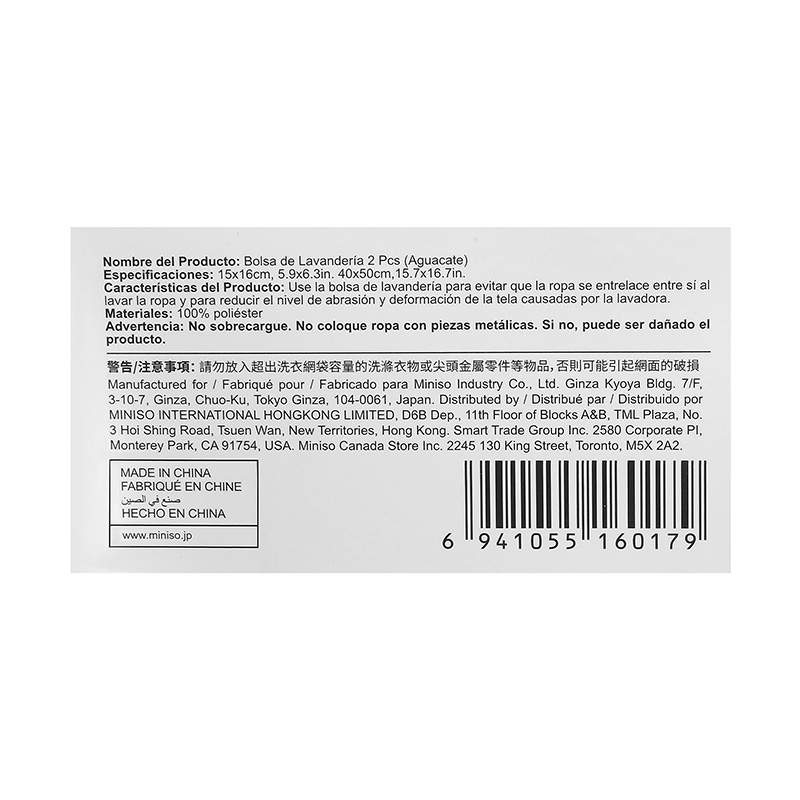 Nombre del Producto: Bolsa de Lavandería 2 Pcs (Aguacate)
Especificaciones: 15x16cm, 5.9x6.3in. 40x50cm,15.7x16.7in.
Características del Producto: Use la bolsa de lavandería para evitar que la ropa se entrelace entre sí al
lavar la ropa y para reducir el nivel de abrasión y deformación de la tela causadas por la lavadora.
Materiales: 100% poliéster
Advertencia: No sobrecargue. No coloque ropa con piezas metálicas. Si no, puede ser dañado el
producto.
警告/注意事項: 請勿放入超出洗衣網袋容量的洗滌衣物或尖頭金屬零件等物品, 否則可能引起網面的破損
Manufactured for / Fabriqué pour / Fabricado para Miniso Industry Co., Ltd. Ginza Kyoya Bldg. 7/F,
3-10-7, Ginza, Chuo-Ku, Tokyo Ginza, 104-0061, Japan. Distributed by / Distribué par / Distribuido por
MINISO INTERNATIONAL HONGKONG LIMITED, D6B Dep., 11th Floor of Blocks A&B, TML Plaza, No.
3 Hoi Shing Road, Tsuen Wan, New Territories, Hong Kong. Smart Trade Group Inc. 2580 Corporate Pl,
Monterey Park, CA 91754, USA. Miniso Canada Store Inc. 2245 130 King Street, Toronto, M5X 2A2.
MADE IN CHINA
FABRIQUÉ EN CHINE
صنع في الصين
HECHO EN CHINA
www.miniso.jp
6 941055 160179